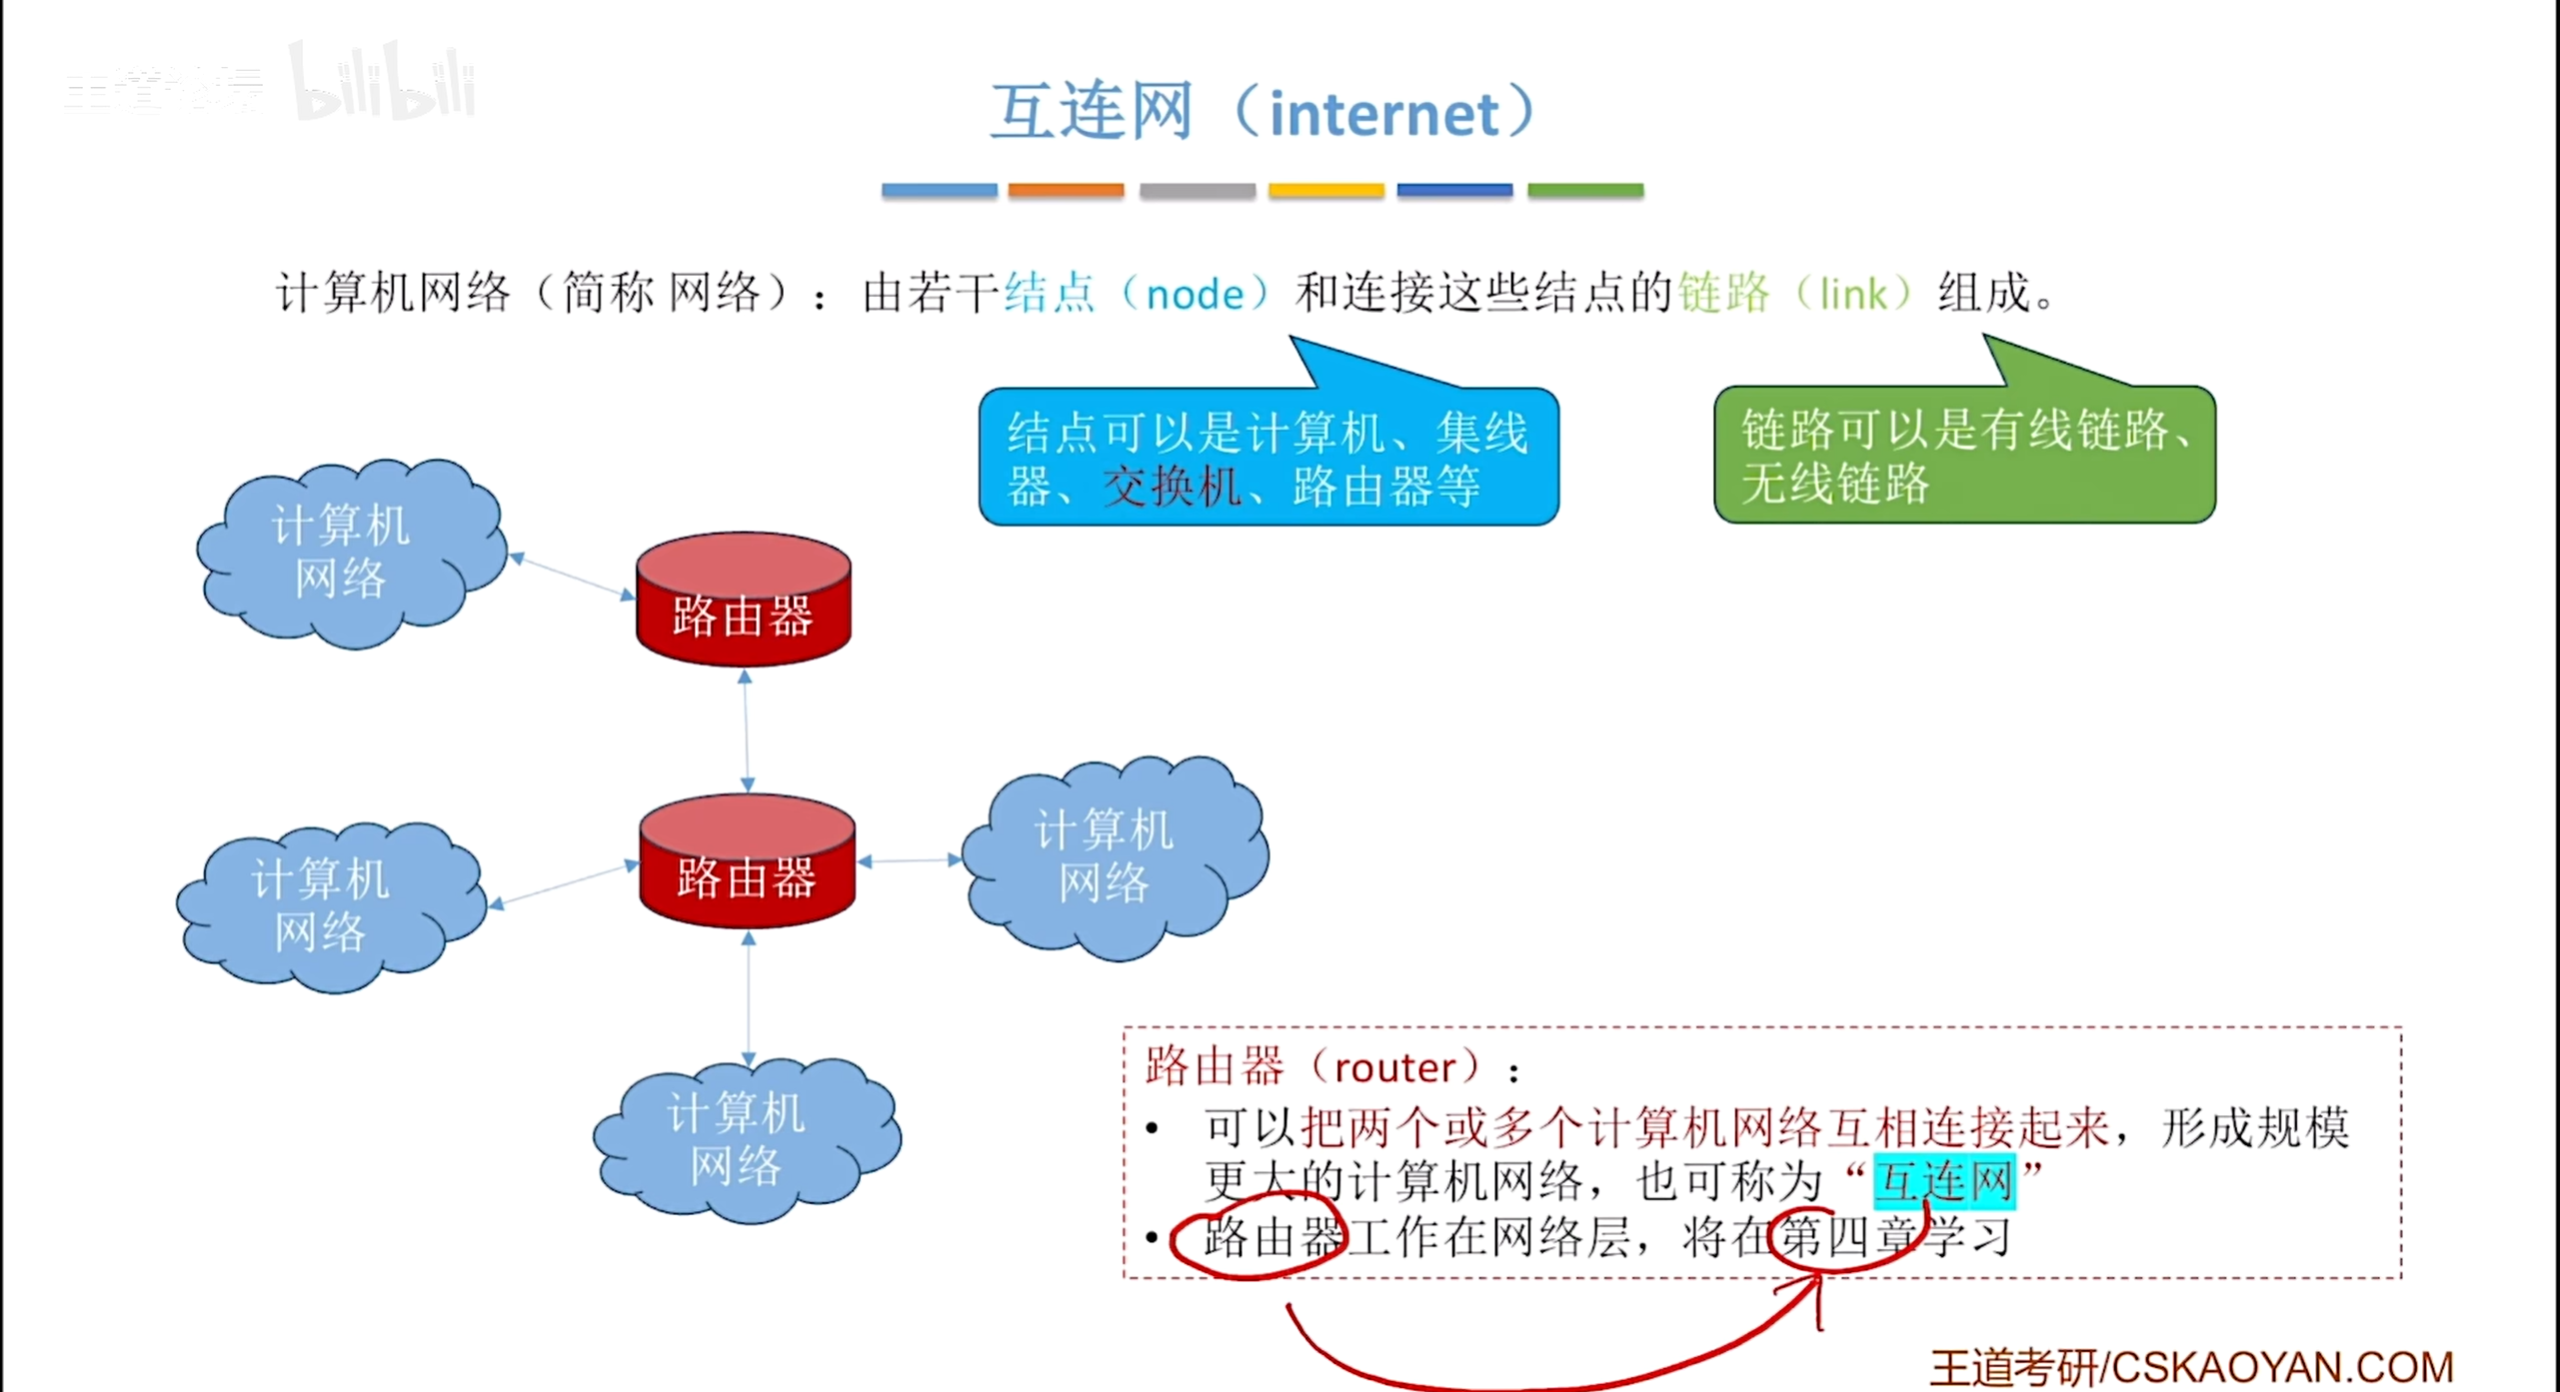 王道论坛 bilibili
互连网（internet）
计算机网络（简称 网络）：由若干结点（node）和连接这些结点的链路（link）组成。
结点可以是计算机、集线
器、交换机、路由器等
链路可以是有线链路、
无线链路
计算机
网络
路由器
计算机
网络
路由器
计算机
网络
计算机
网络
路由器（router）：
• 可以把两个或多个计算机网络互相连接起来，形成规模
更大的计算机网络，也可称为“互连网”
• 路由器工作在网络层，将在第四章学习
王道考研/CSKAOYAN.COM